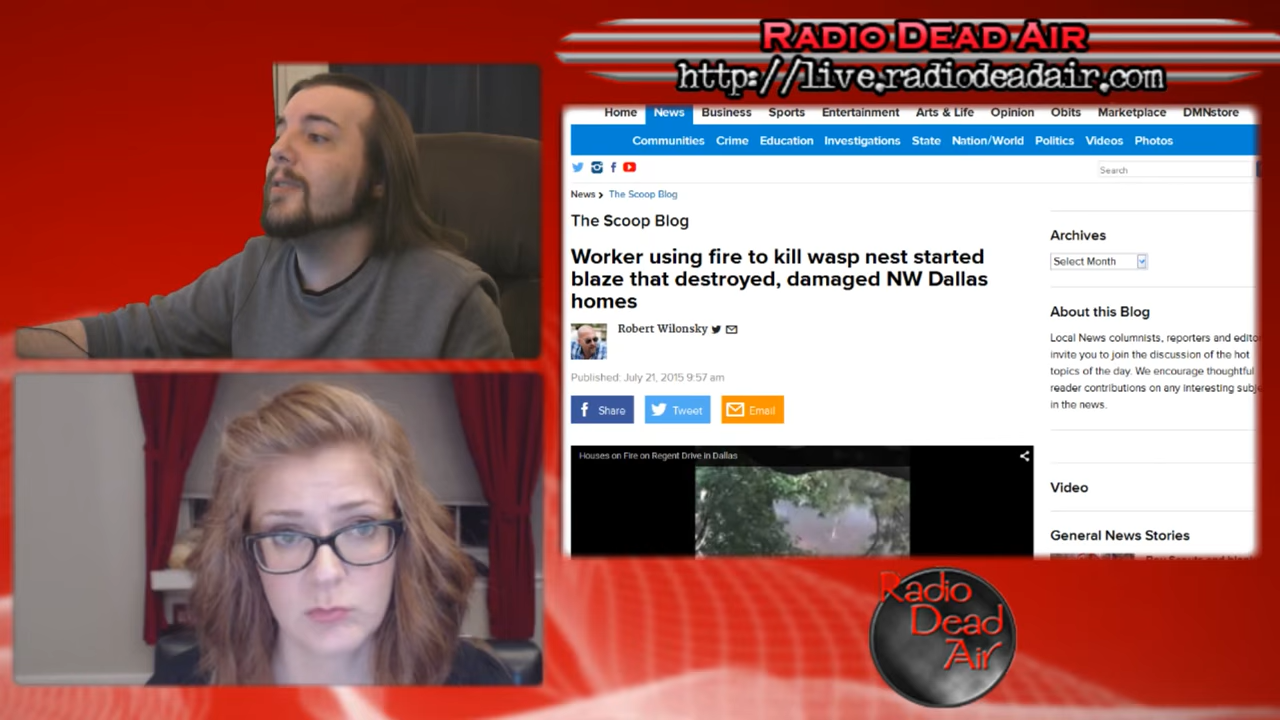 RADIO DEAD AIR
http://live.radiodeadair.com
Home News Business Sports Entertainment Arts & Life Opinion Obits Marketplace DMNstore
Communities Crime Education Investigations State Nation/World Politics Videos Photos
Search
News > The Scoop Blog
The Scoop Blog
Worker using fire to kill wasp nest started
blaze that destroyed, damaged NW Dallas
homes
Robert Wilonsky
Published: July 21, 2015 9:57 am
Share Tweet Email
Houses on Fire on Regent Drive in Dallas
Archives
Select Month
About this Blog
Local News columnists, reporters and edito
invite you to join the discussion of the hot
topics of the day. We encourage thoughtful
reader contributions on any interesting subje
in the news.
Video
General News Stories
Radio
Dead
Air